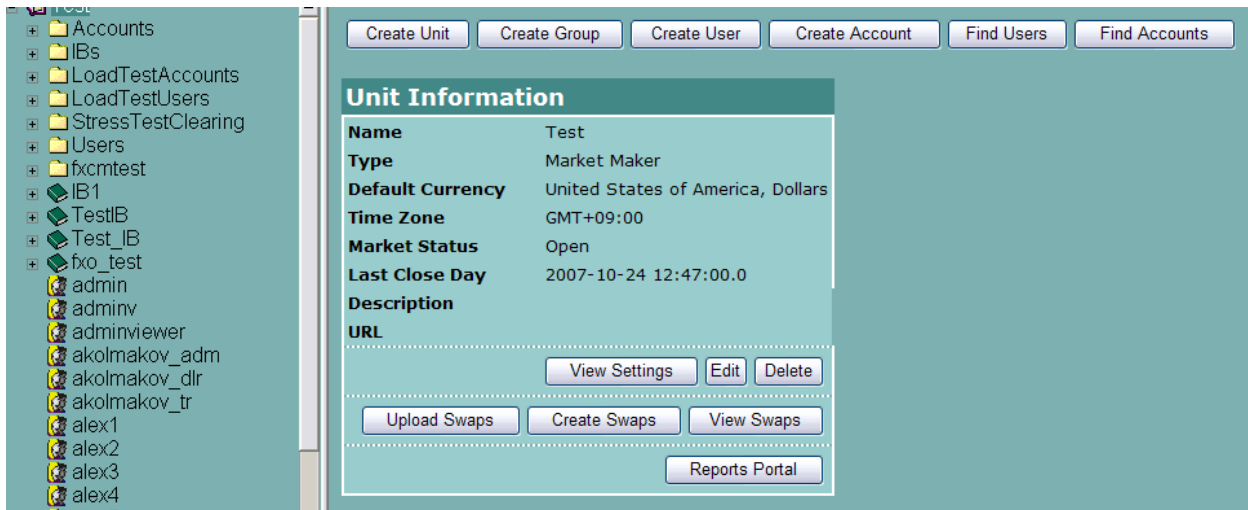 Test
Accounts
IBs
LoadTestAccounts
LoadTestUsers
StressTestClearing
Users
fxcmtest
IB1
TestIB
Test_IB
fxo_test
admin
adminv
adminviewer
akolmakov_adm
akolmakov_dlr
akolmakov_tr
alex1
alex2
alex3
alex4
Create Unit Create Group Create User Create Account Find Users Find Accounts
Unit Information
Name Test
Type Market Maker
Default Currency United States of America, Dollars
Time Zone GMT+09:00
Market Status Open
Last Close Day 2007-10-24 12:47:00.0
Description
URL
View Settings Edit Delete
Upload Swaps Create Swaps View Swaps
Reports Portal